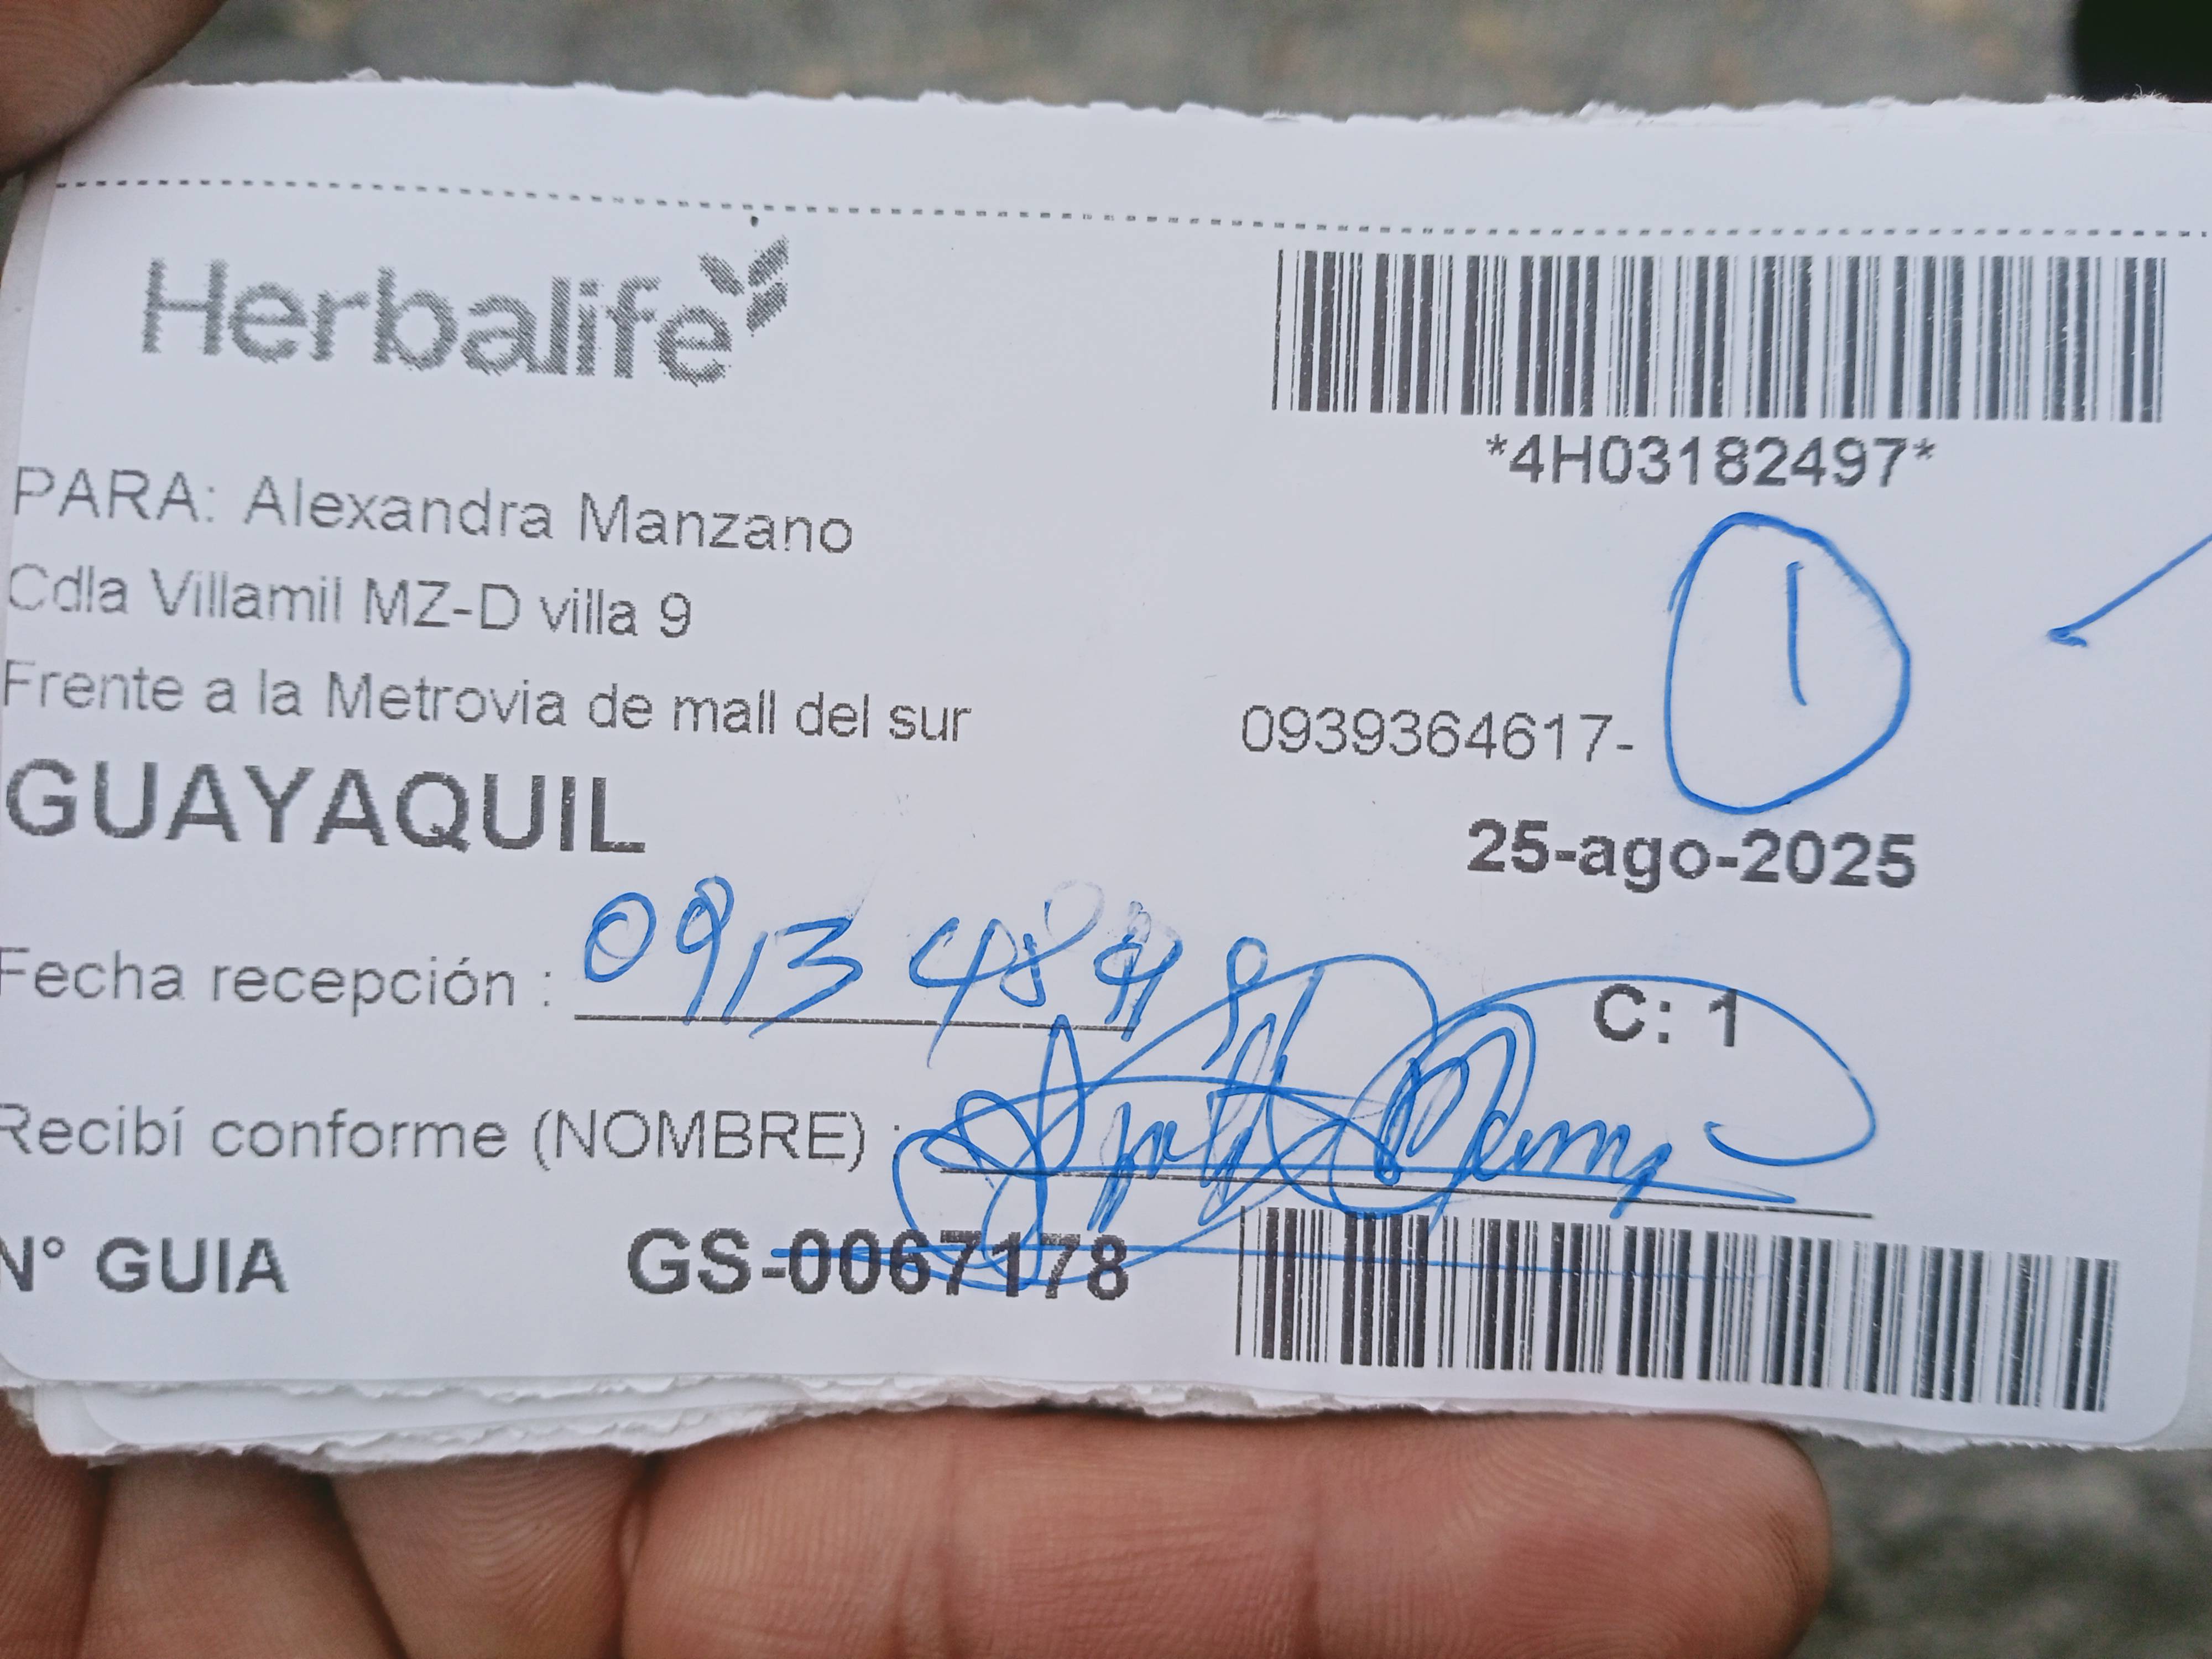 Herbalife
*4H03182497*
PARA: Alexandra Manzano
Cdla Villamil MZ-D villa 9
1
Frente a la Metrovia de mall del sur
0939364617-
GUAYAQUIL
25-ago-2025
Fecha recepción :
C: 1
Recibí conforme (NOMBRE) :
N° GUIA GS-0067178